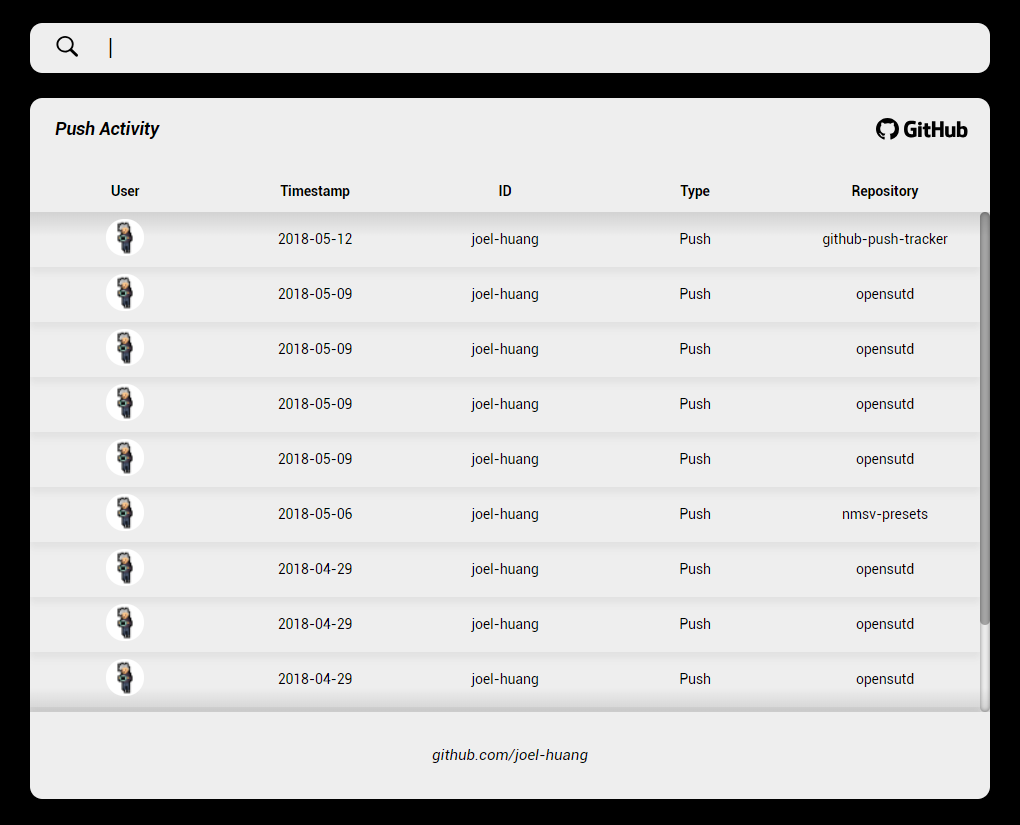 Push Activity
GitHub
User Timestamp ID Type Repository
2018-05-12 joel-huang Push github-push-tracker
2018-05-09 joel-huang Push opensutd
2018-05-09 joel-huang Push opensutd
2018-05-09 joel-huang Push opensutd
2018-05-09 joel-huang Push opensutd
2018-05-06 joel-huang Push nmsv-presets
2018-04-29 joel-huang Push opensutd
2018-04-29 joel-huang Push opensutd
2018-04-29 joel-huang Push opensutd
github.com/joel-huang